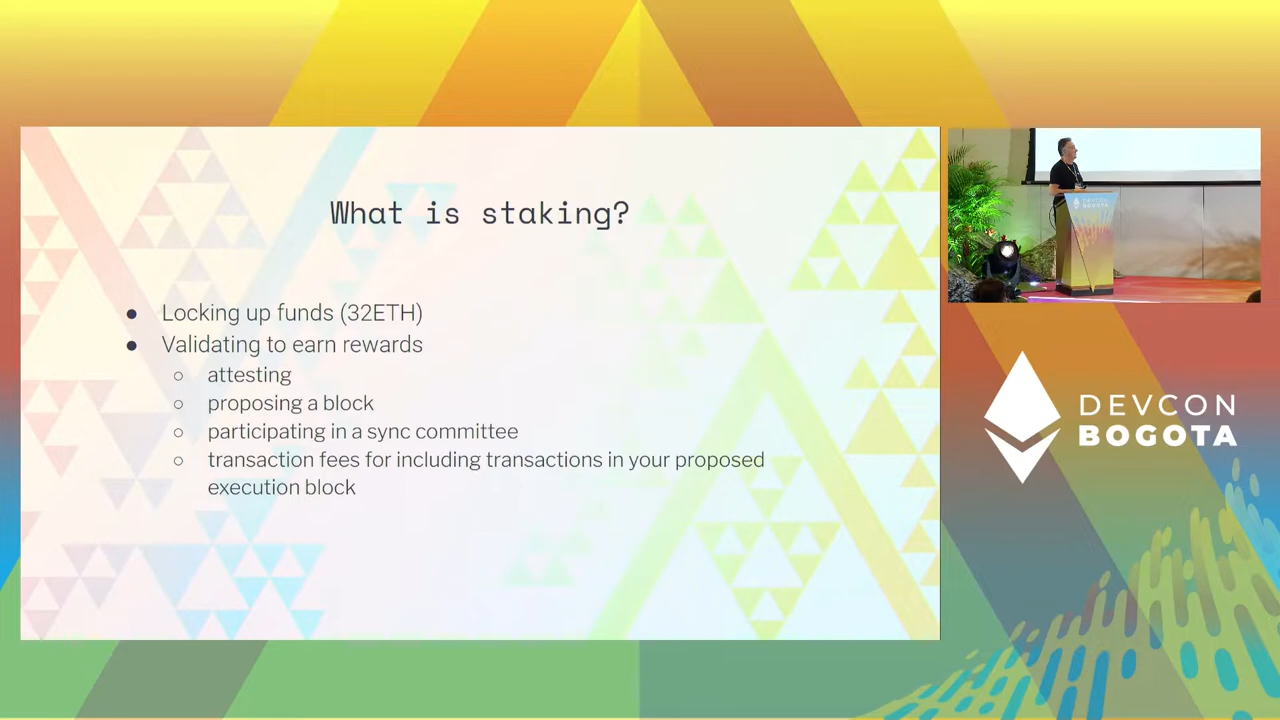 What is staking?
● Locking up funds (32ETH)
● Validating to earn rewards
○ attesting
○ proposing a block
○ participating in a sync committee
○ transaction fees for including transactions in your proposed
execution block
DEVCON
BOGOTA